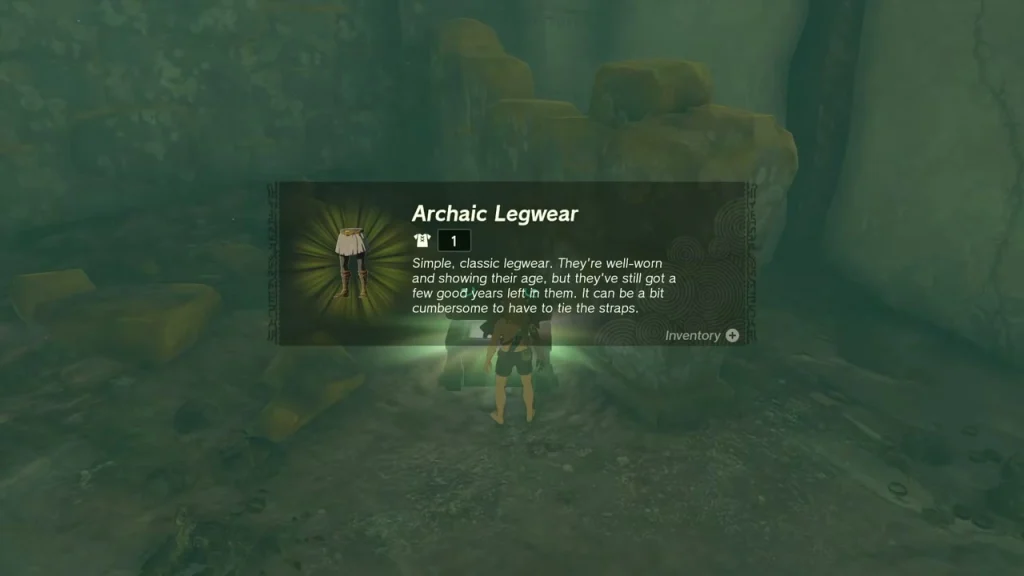 Archaic Legwear
1
Simple, classic legwear. They're well-worn
and showing their age, but they've still got a
few good years left in them. It can be a bit
cumbersome to have to tie the straps.
Inventory